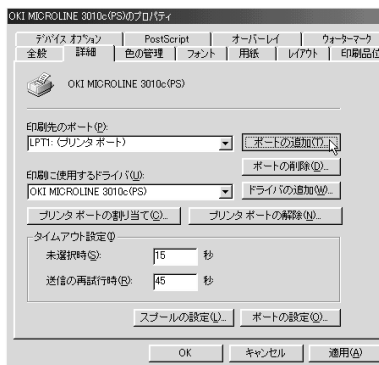 OKI MICROLINE 3010c(PS)のプロパティ
デバイス オプション PostScript オーバーレイ ウォーターマーク
全般 詳細 色の管理 フォント 用紙 レイアウト 印刷品位
OKI MICROLINE 3010c(PS)
印刷先のポート(P):
LPT1: (プリンタ ポート) ポートの追加(T)...
ポートの削除(D)...
印刷に使用するドライバ(U):
OKI MICROLINE 3010c(PS) ドライバの追加(W)...
プリンタ ポートの割り当て(C)... プリンタ ポートの解除(N)...
タイムアウト設定(I)
未選択時(S): 15 秒
送信の再試行時(R): 45 秒
スプールの設定(L)... ポートの設定(O)...
OK キャンセル 適用(A)